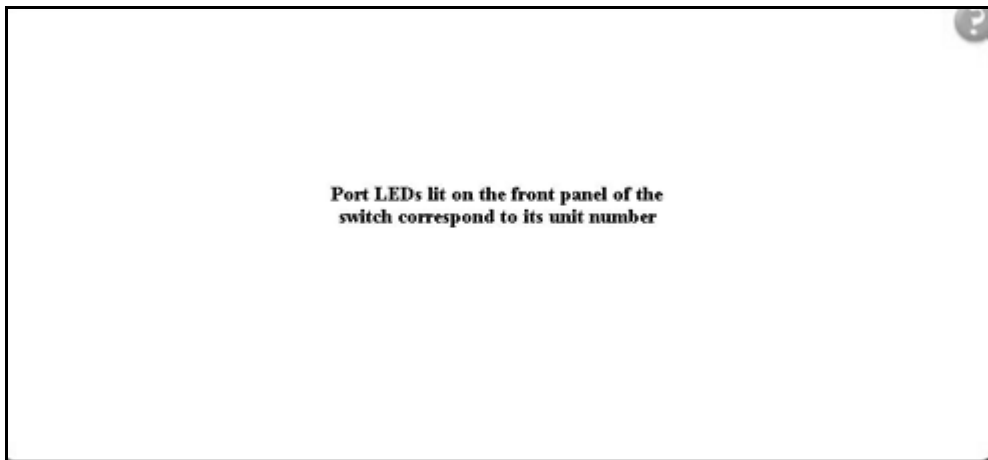 ?
Port LEDs lit on the front panel of the
switch correspond to its unit number